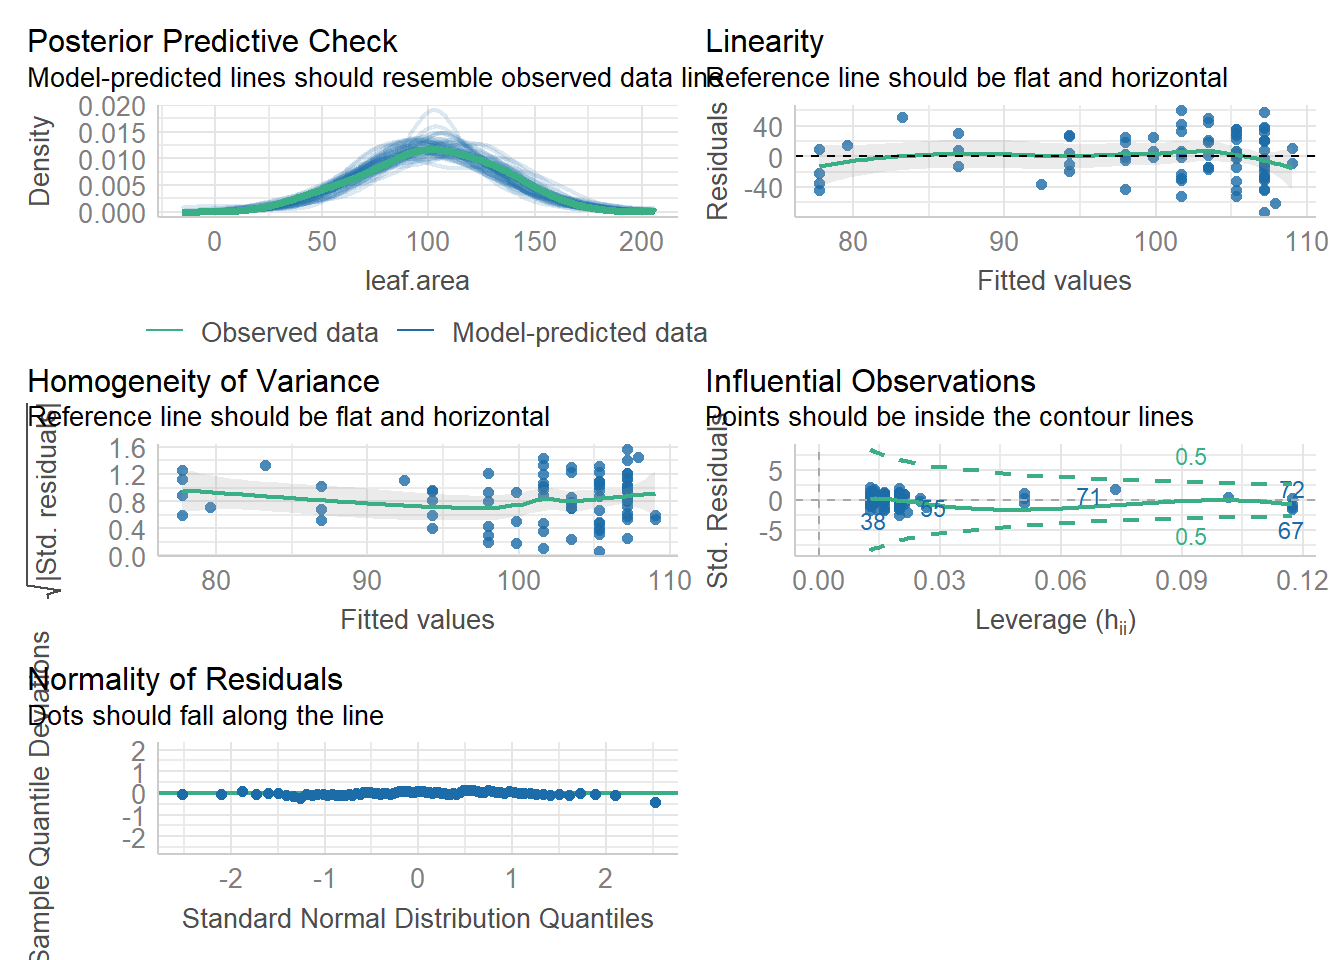 Posterior Predictive Check
Model-predicted lines should resemble observed data line
Density
0.020
0.015
0.010
0.005
0.000
0 50 100 150 200
leaf.area
Observed data Model-predicted data
Linearity
Reference line should be flat and horizontal
Residuals
40
0
-40
80 90 100 110
Fitted values
Homogeneity of Variance
Reference line should be flat and horizontal
√|Std. residuals|
1.6
1.2
0.8
0.4
0.0
80 90 100 110
Fitted values
Influential Observations
Points should be inside the contour lines
Std. Residuals
5
0
-5
0.5
72
71
55
38
67
0.5
0.00 0.03 0.06 0.09 0.12
Leverage (hii)
Normality of Residuals
Dots should fall along the line
Sample Quantile Deviations
2
1
0
-1
-2
-2 -1 0 1 2
Standard Normal Distribution Quantiles